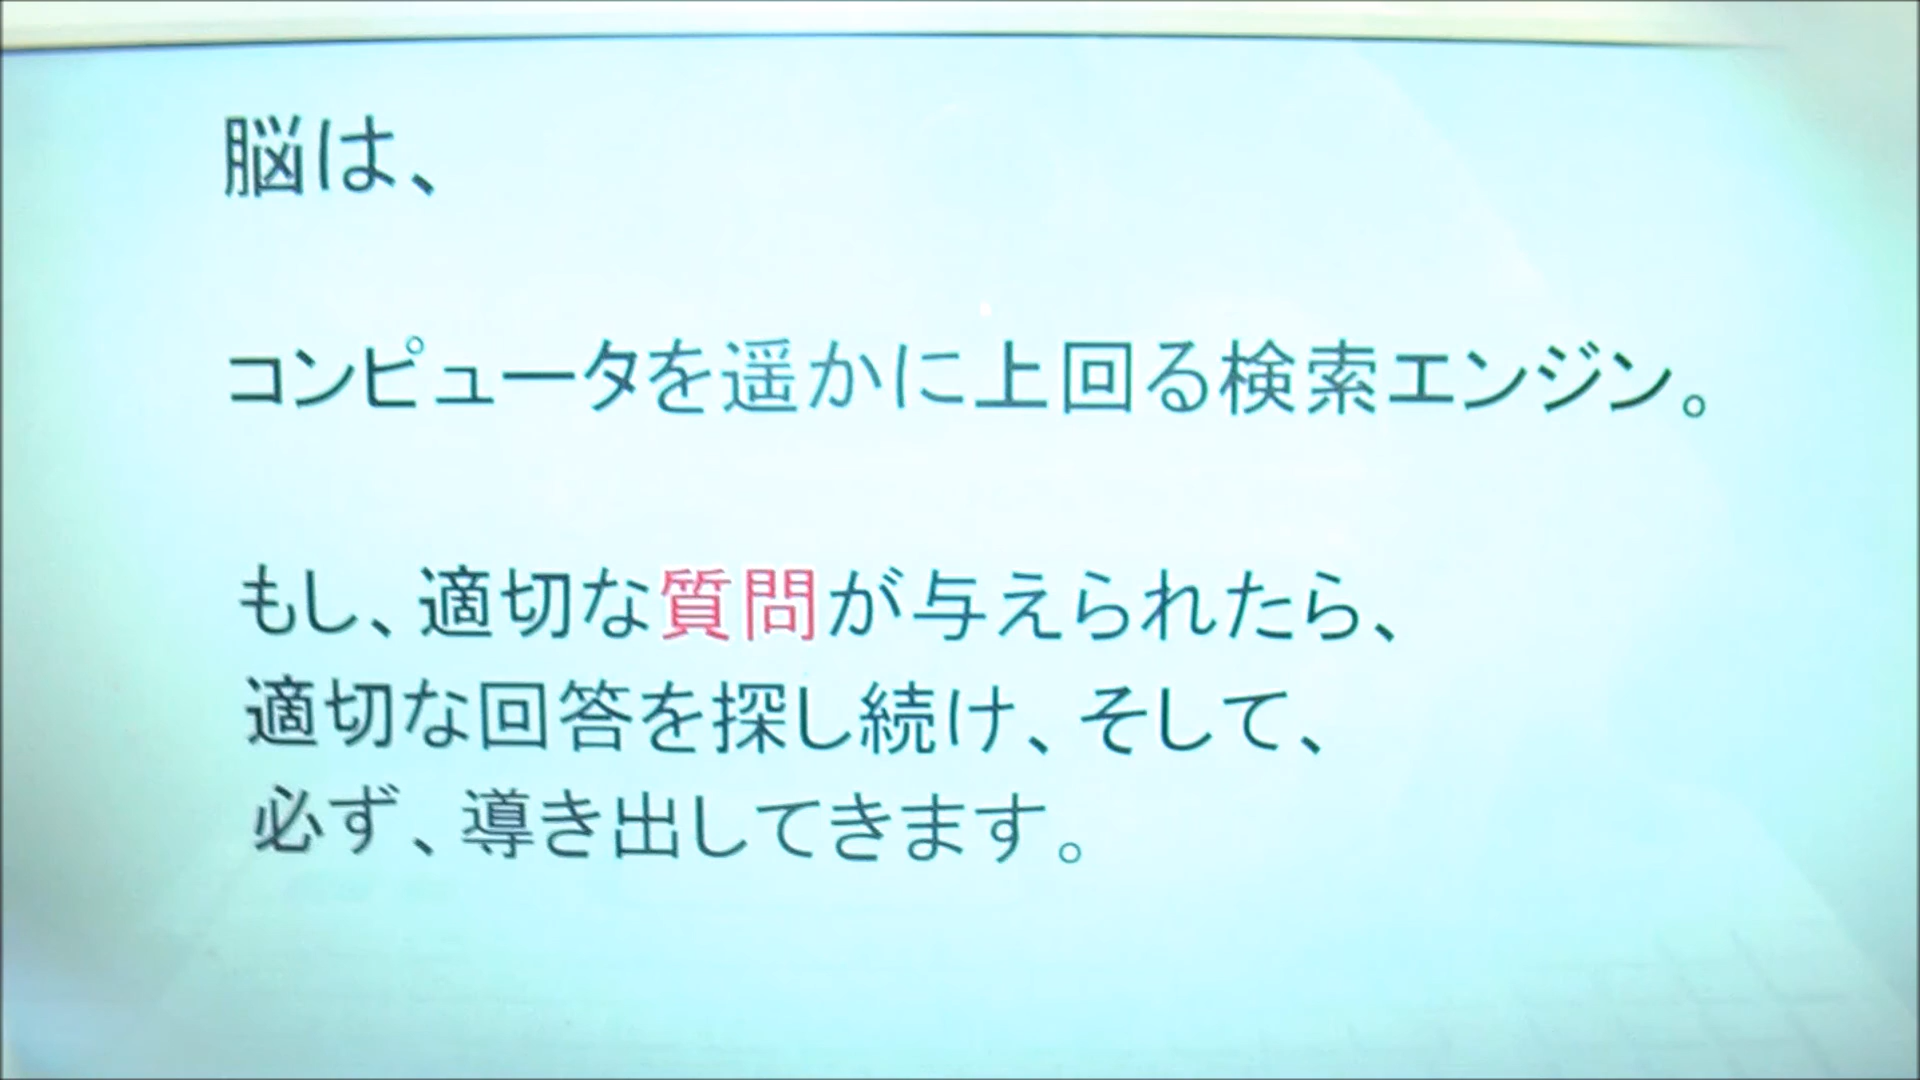 脳は、
コンピュータを遥かに上回る検索エンジン。
もし、適切な質問が与えられたら、
適切な回答を探し続け、そして、
必ず、導き出してきます。